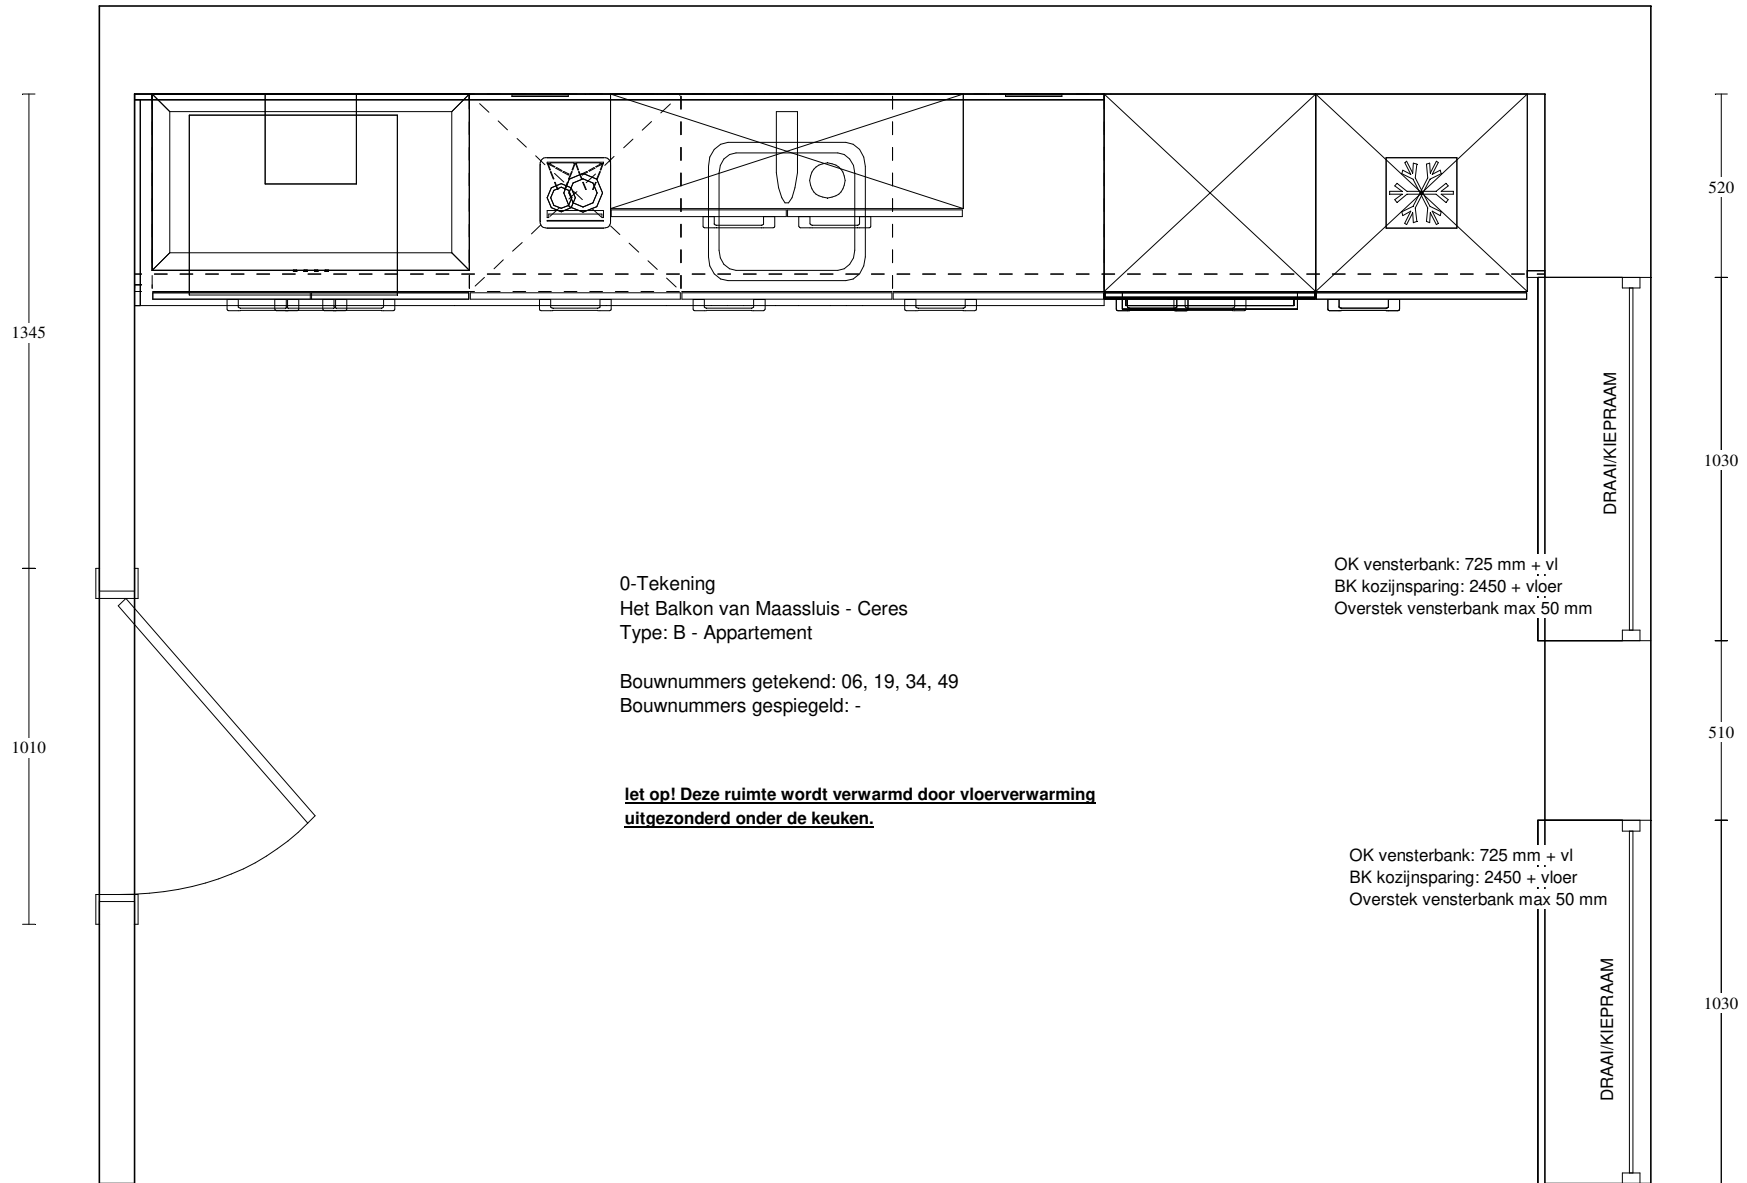 520
1345
1030
DRAAI/KIEPRAAM
OK vensterbank: 725 mm + vl
BK kozijnsparing: 2450 + vloer
Overstek vensterbank max 50 mm
0-Tekening
Het Balkon van Maassluis - Ceres
Type: B - Appartement
Bouwnummers getekend: 06, 19, 34, 49
Bouwnummers gespiegeld: -
510
1010
let op! Deze ruimte wordt verwarmd door vloerverwarming
uitgezonderd onder de keuken.
OK vensterbank: 725 mm + vl
BK kozijnsparing: 2450 + vloer
Overstek vensterbank max 50 mm
1030
DRAAI/KIEPRAAM